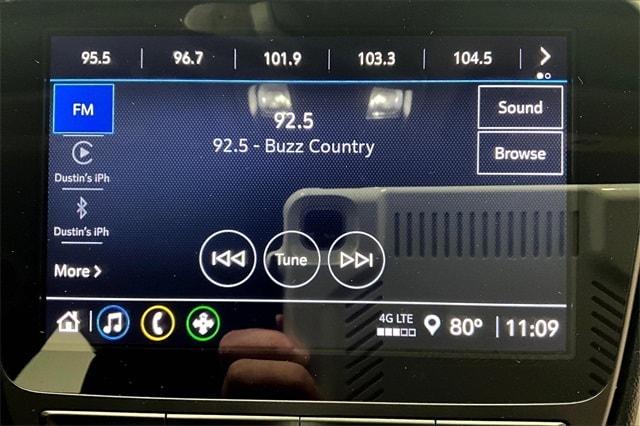 95.5 96.7 101.9 103.3 104.5
FM
92.5
92.5 - Buzz Country
Sound
Browse
Dustin's iPh
Dustin's iPh
More
Tune
4G LTE
80° 11:09